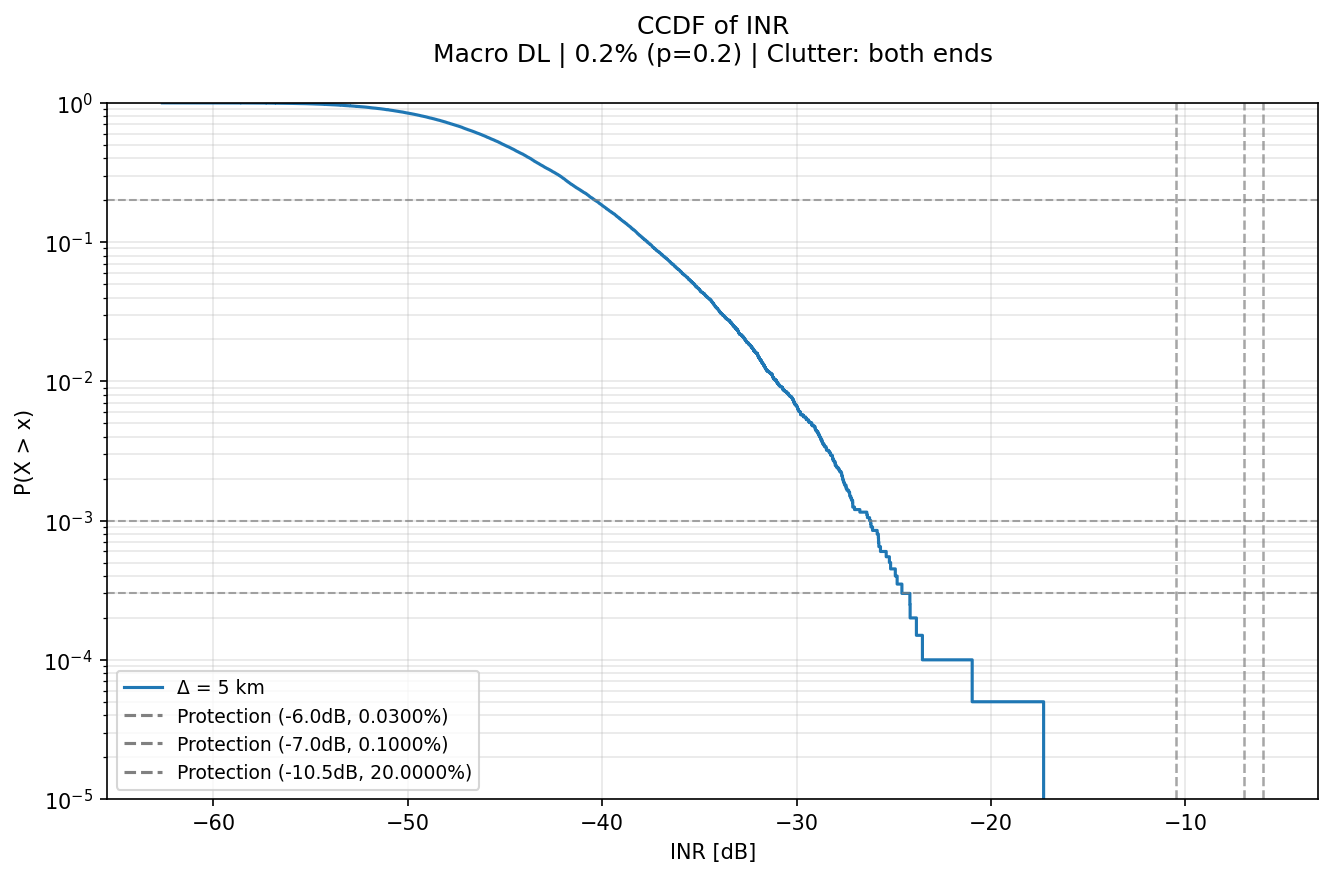 CCDF of INR
Macro DL | 0.2% (p=0.2) | Clutter: both ends
P(X > x)
10⁰
10⁻¹
10⁻²
10⁻³
10⁻⁴
10⁻⁵
Δ = 5 km
Protection (-6.0dB, 0.0300%)
Protection (-7.0dB, 0.1000%)
Protection (-10.5dB, 20.0000%)
−60 −50 −40 −30 −20 −10
INR [dB]